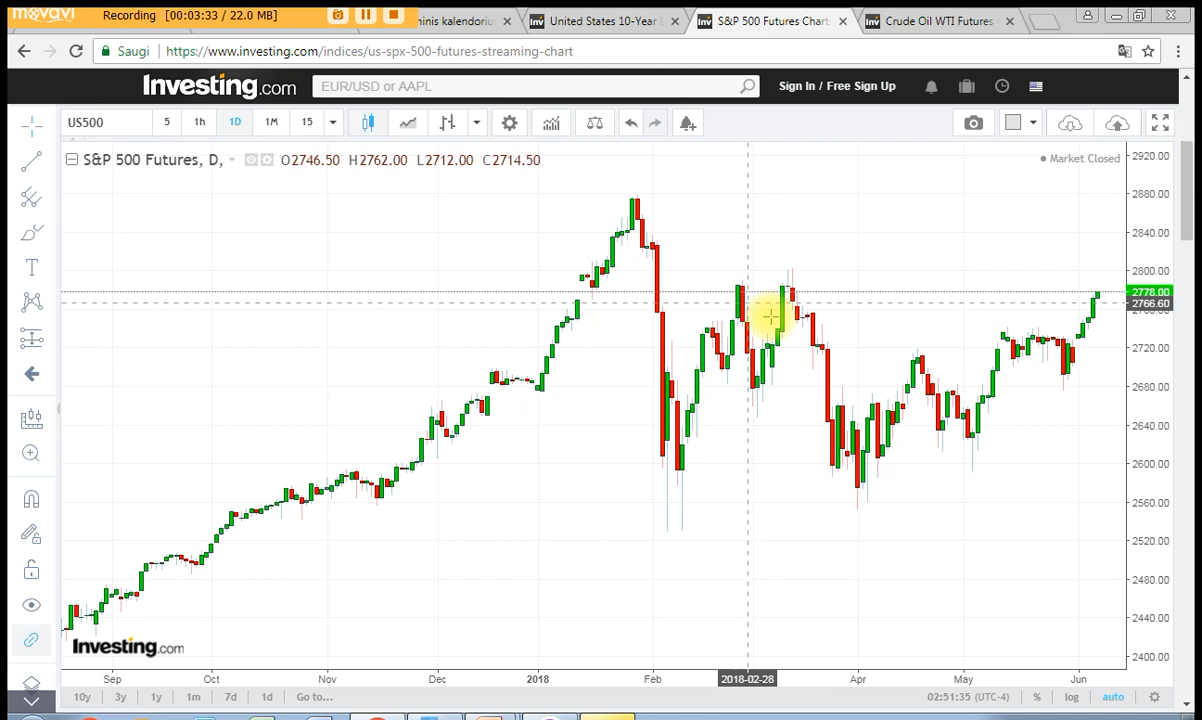 movavi Recording (00:03:33 / 22.0 MB)
minis kalendoriu
United States 10-Year
S&P 500 Futures Chart
Crude Oil WTI Futures
Saugi https://www.investing.com/indices/us-spx-500-futures-streaming-chart
Investing.com EUR/USD or AAPL Sign In / Free Sign Up
US500 5 1h 1D 1M 15
S&P 500 Futures, D, O2746.50 H2762.00 L2712.00 C2714.50
Market Closed
2920.00
2880.00
2840.00
2800.00
2778.00
2766.60
2720.00
2680.00
2640.00
2600.00
2560.00
2520.00
2480.00
2440.00
2400.00
Investing.com
Sep Oct Nov Dec 2018 Feb 2018-02-28 Apr May Jun
10y 3y 1y 1m 7d 1d Go to... 02:51:35 (UTC-4) % log auto